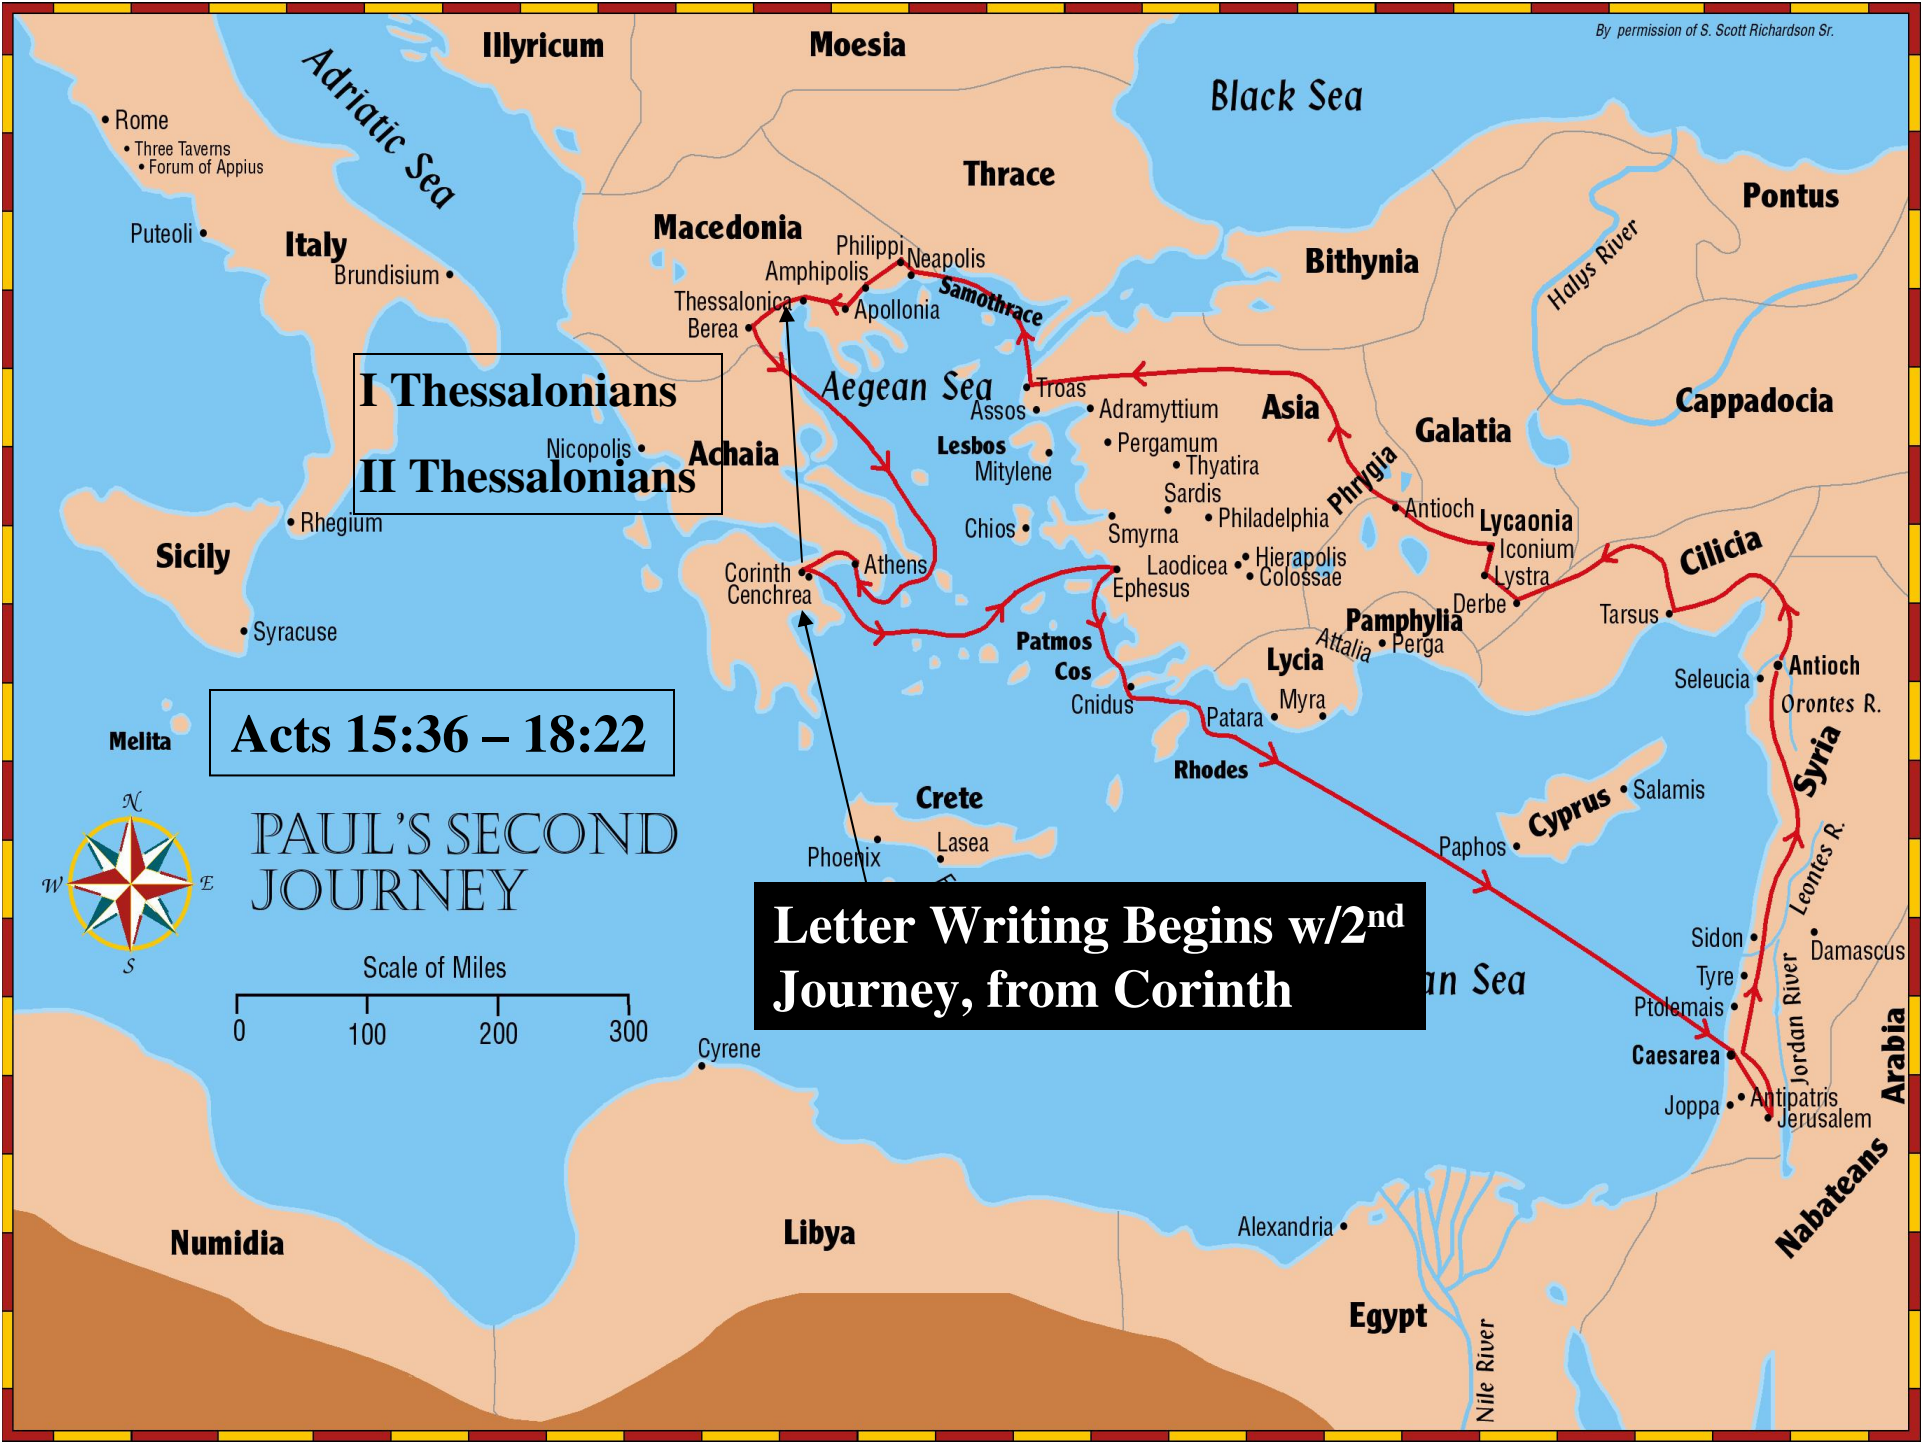 By permission of S. Scott Richardson Sr.
Illyricum
Moesia
Adriatic Sea
Black Sea
Rome
Three Taverns
Forum of Appius
Thrace
Pontus
Puteoli
Italy
Brundisium
Macedonia
Philippi
Neapolis
Amphipolis
Thessalonica
Apollonia
Berea
Samothrace
Bithynia
Halys River
I Thessalonians
II Thessalonians
Nicopolis
Achaia
Aegean Sea
Troas
Assos
Adramyttium
Asia
Galatia
Cappadocia
Lesbos
Mitylene
Pergamum
Thyatira
Sardis
Philadelphia
Phrygia
Antioch
Lycaonia
Iconium
Lystra
Derbe
Cilicia
Tarsus
Chios
Smyrna
Laodicea
Hierapolis
Colossae
Rhegium
Sicily
Syracuse
Corinth
Cenchrea
Athens
Ephesus
Pamphylia
Attalia
Perga
Patmos
Cos
Cnidus
Lycia
Myra
Patara
Rhodes
Seleucia
Antioch
Orontes R.
Syria
Melita
Acts 15:36 – 18:22
PAUL'S SECOND
JOURNEY
N
W
E
S
Crete
Phoenix
Lasea
Cyprus
Salamis
Paphos
Leontes R.
Letter Writing Begins w/2nd
Journey, from Corinth
an Sea
Sidon
Damascus
Tyre
Ptolemais
Jordan River
Caesarea
Arabia
Joppa
Antipatris
Jerusalem
Nabateans
Scale of Miles
0 100 200 300
Cyrene
Numidia
Libya
Alexandria
Egypt
Nile River